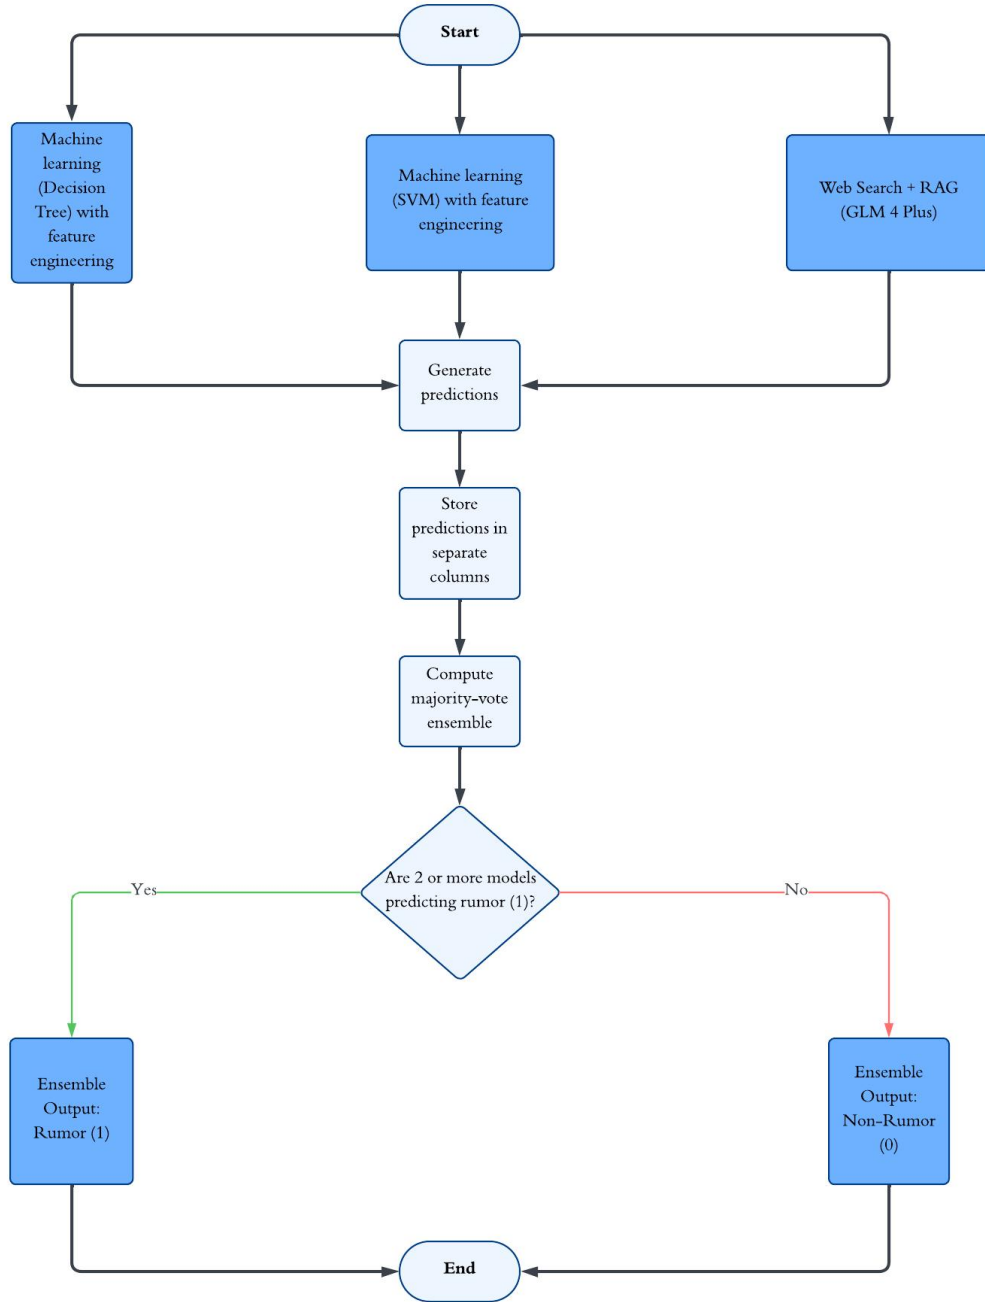 Start
Machine
learning
(Decision
Tree) with
feature
engineering
Machine learning
(SVM) with feature
engineering
Web Search + RAG
(GLM 4 Plus)
Generate
predictions
Store
predictions in
separate
columns
Compute
majority-vote
ensemble
Are 2 or more models
predicting rumor (1)?
Yes
No
Ensemble
Output:
Rumor (1)
Ensemble
Output:
Non-Rumor
(0)
End